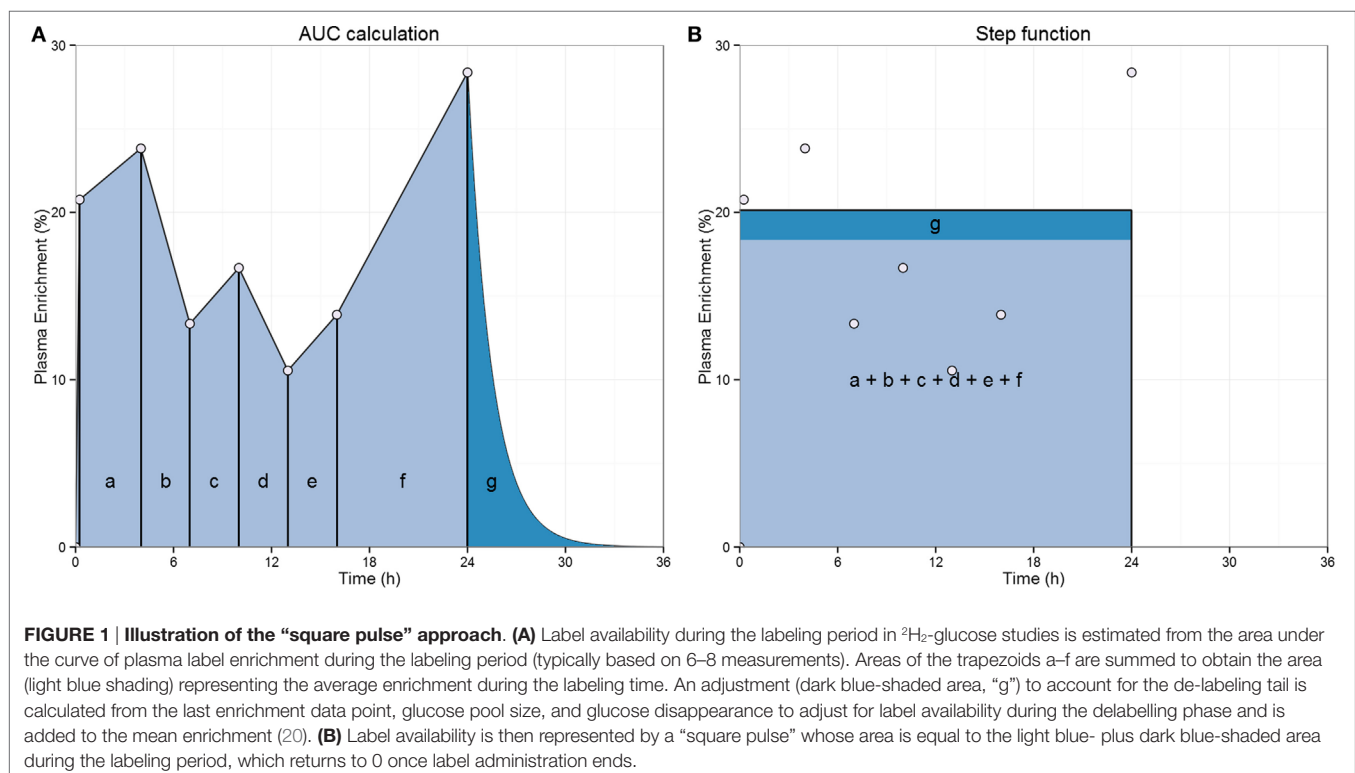 A
AUC calculation
30
20
10
0
Plasma Enrichment (%)
a b c d e f g
0 6 12 18 24 30 36
Time (h)
B
Step function
30
20
10
0
Plasma Enrichment (%)
g
a + b + c + d + e + f
0 6 12 18 24 30 36
Time (h)
FIGURE 1 | Illustration of the “square pulse” approach. (A) Label availability during the labeling period in ²H₂-glucose studies is estimated from the area under
the curve of plasma label enrichment during the labeling period (typically based on 6–8 measurements). Areas of the trapezoids a–f are summed to obtain the area
(light blue shading) representing the average enrichment during the labeling time. An adjustment (dark blue-shaded area, “g”) to account for the de-labeling tail is
calculated from the last enrichment data point, glucose pool size, and glucose disappearance to adjust for label availability during the delabelling phase and is
added to the mean enrichment (20). (B) Label availability is then represented by a “square pulse” whose area is equal to the light blue- plus dark blue-shaded area
during the labeling period, which returns to 0 once label administration ends.